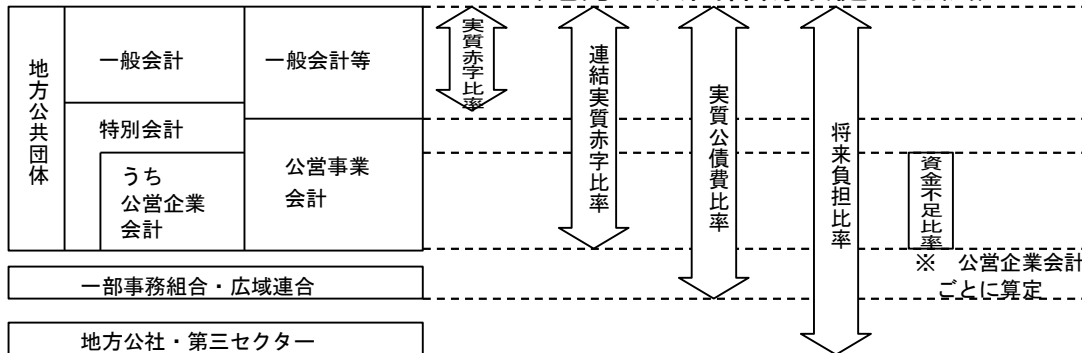 地方公共団体
一般会計
一般会計等
特別会計
うち
公営企業
会計
公営事業
会計
実質赤字比率
連結実質赤字比率
実質公債費比率
将来負担比率
資金不足比率
※ 公営企業会計
ごとに算定
一部事務組合・広域連合
地方公社・第三セクター